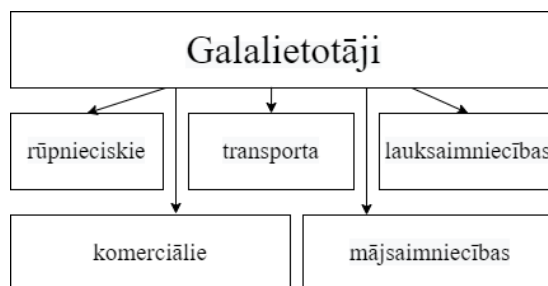 Galalietotāji
rūpnieciskie
transporta
lauksaimniecības
komerciālie
mājsaimniecības